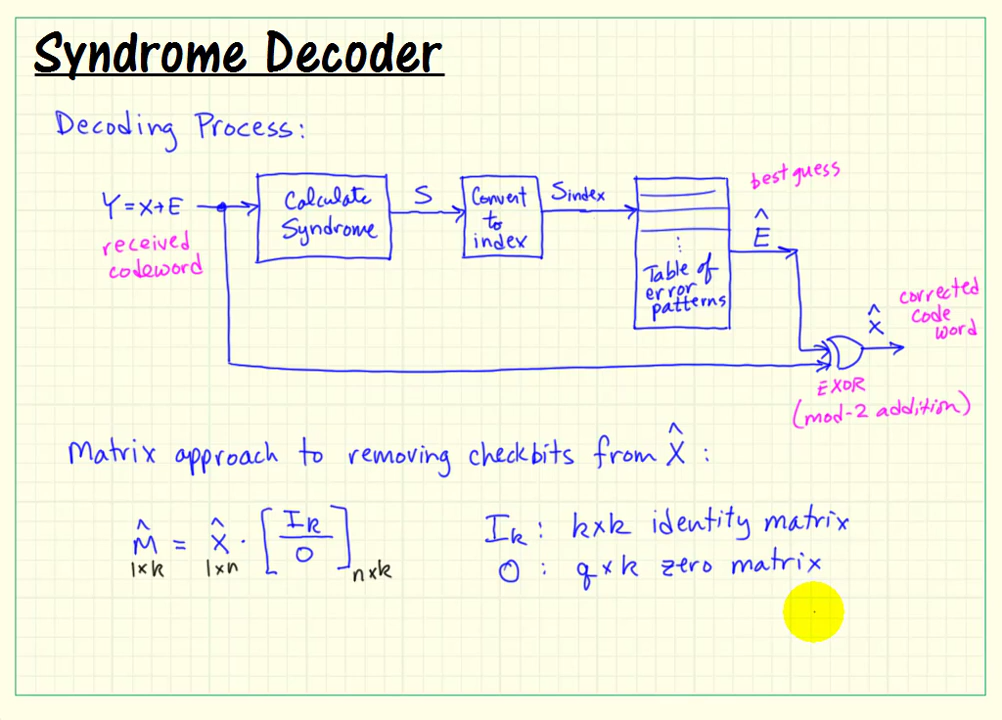 Syndrome Decoder
Decoding Process:
Y = X + E
received
codeword
Calculate
Syndrome
S
Convert
to
index
Sindex
⋮
Table of
error
patterns
best guess
Ê
X̂
corrected
code
word
EXOR
(mod-2 addition)
Matrix approach to removing checkbits from X̂ :
M̂ = X̂ · [ Ik / 0 ] n×k
1×k 1×n
Ik : k×k identity matrix
0 : q×k zero matrix